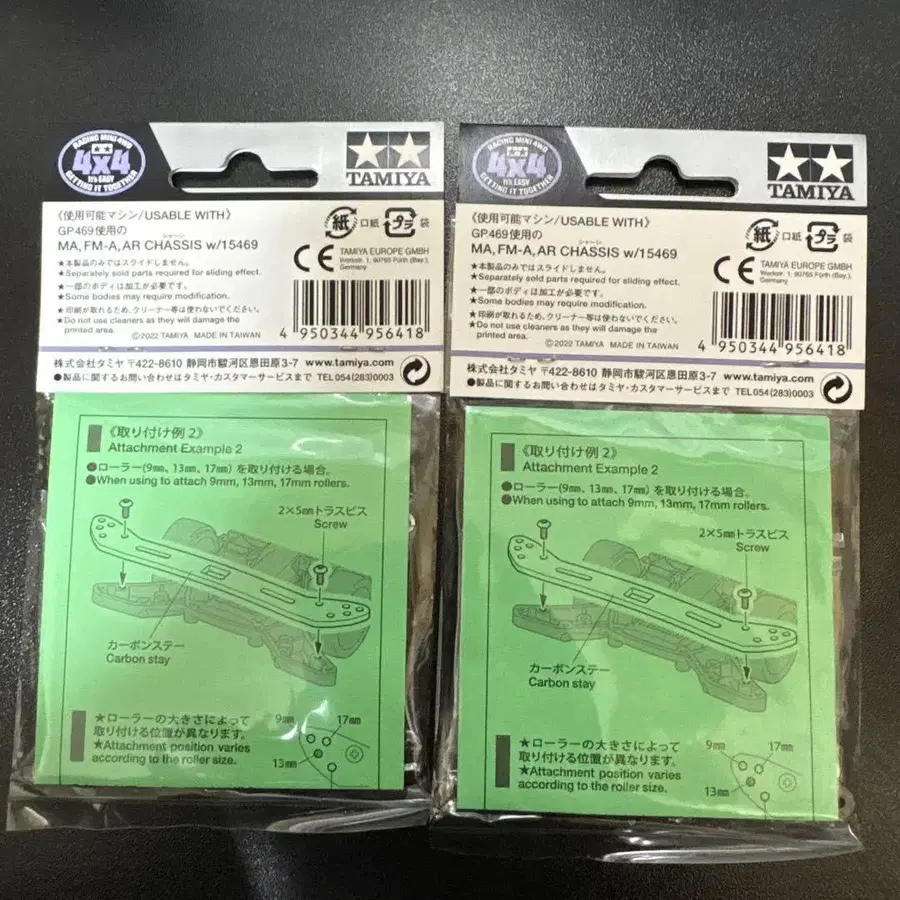 RACING MINI 4WD
4x4
It's EASY
GETTING IT TOGETHER
TAMIYA
《使用可能マシン/USABLE WITH》
GP.469使用の
シャーシ
MA, FM-A, AR CHASSIS w/15469
紙 口紙 プラ 袋
★本製品のみではスライドしません。
★Separately sold parts required for sliding effect.
★一部のボディは加工が必要です。
★Some bodies may require modification.
★印刷が取れるため、クリーナー等は使わないでください。
★Do not use cleaners as they will damage the
printed area.
©2022 TAMIYA MADE IN TAIWAN
CE
TAMIYA EUROPE GMBH
Werkstr. 1, 90765 Fürth (Bay.),
Germany
4 950344 956418
株式会社タミヤ 〒422-8610 静岡市駿河区恩田原3-7 www.tamiya.com
●製品に関するお問い合わせはタミヤ・カスタマーサービスまで TEL 054(283)0003
《取り付け例 2》
Attachment Example 2
●ローラー(9mm、13mm、17mm)を取り付ける場合。
●When using to attach 9mm, 13mm, 17mm rollers.
2×5mmトラスビス
Screw
カーボンステー
Carbon stay
★ローラーの大きさによって
取り付ける位置が異なります。
★Attachment position varies
according to the roller size.
9mm
17mm
13mm
RACING MINI 4WD
4x4
It's EASY
GETTING IT TOGETHER
TAMIYA
《使用可能マシン/USABLE WITH》
GP.469使用の
シャーシ
MA, FM-A, AR CHASSIS w/15469
紙 口紙 プラ 袋
★本製品のみではスライドしません。
★Separately sold parts required for sliding effect.
★一部のボディは加工が必要です。
★Some bodies may require modification.
★印刷が取れるため、クリーナー等は使わないでください。
★Do not use cleaners as they will damage the
printed area.
©2022 TAMIYA MADE IN TAIWAN
CE
TAMIYA EUROPE GMBH
Werkstr. 1, 90765 Fürth (Bay.),
Germany
4 950344 956418
株式会社タミヤ 〒422-8610 静岡市駿河区恩田原3-7 www.tamiya.com
●製品に関するお問い合わせはタミヤ・カスタマーサービスまで TEL 054(283)0003
《取り付け例 2》
Attachment Example 2
●ローラー(9mm、13mm、17mm)を取り付ける場合。
●When using to attach 9mm, 13mm, 17mm rollers.
2×5mmトラスビス
Screw
カーボンステー
Carbon stay
★ローラーの大きさによって
取り付ける位置が異なります。
★Attachment position varies
according to the roller size.
9mm
17mm
13mm